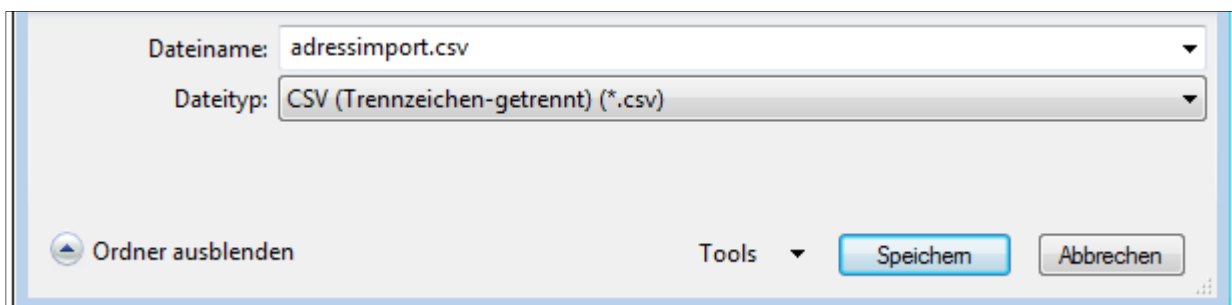 Dateiname: adressimport.csv
Dateityp: CSV (Trennzeichen-getrennt) (*.csv)
Ordner ausblenden Tools Speichern Abbrechen